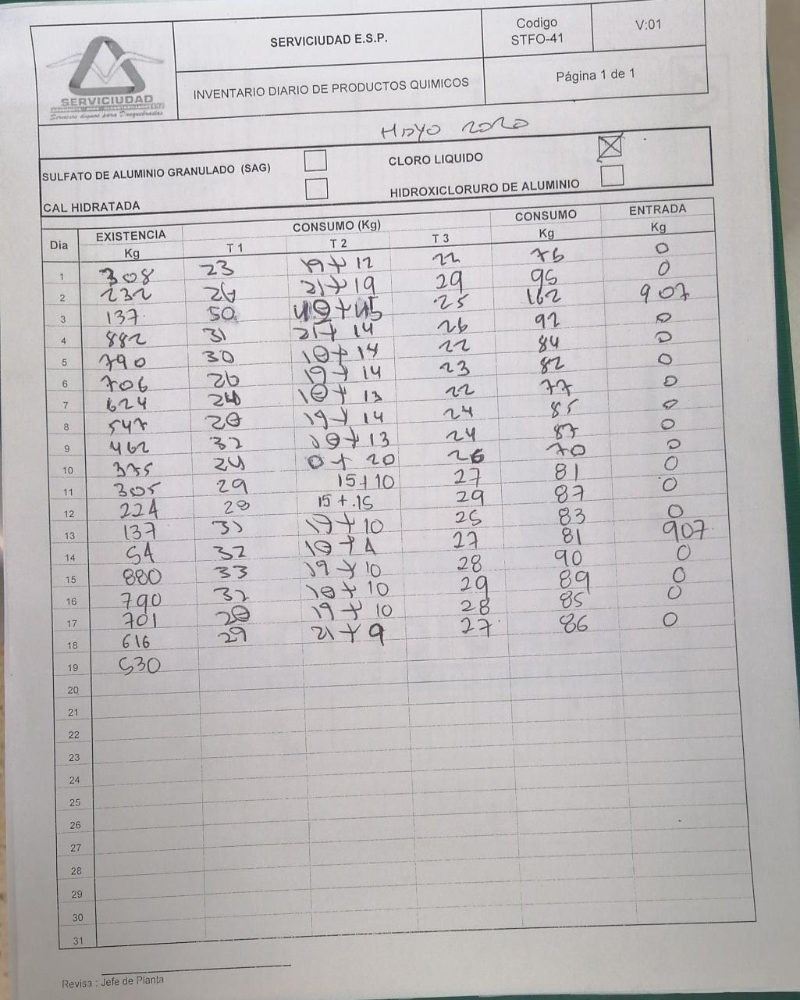 SERVICIUDAD E.S.P.
Codigo
STFO-41
V:01
SERVICIUDAD
INVENTARIO DIARIO DE PRODUCTOS QUIMICOS
Página 1 de 1
Mayo 2020
SULFATO DE ALUMINIO GRANULADO (SAG)
CLORO LIQUIDO
CAL HIDRATADA
HIDROXICLORURO DE ALUMINIO
Dia EXISTENCIA Kg CONSUMO (Kg) T 1 T 2 T 3 CONSUMO Kg ENTRADA Kg
1 308 23 19+12 22 76 0
2 232 26 21+19 29 95 0
3 137 50 25 162 907
4 882 31 21+14 26 92 0
5 790 30 18+14 22 84 0
6 706 26 19+14 23 82 0
7 624 24 18+13 22 77 0
8 547 28 19+14 24 85 0
9 462 32 18+13 24 87 0
10 375 24 0+20 26 70 0
11 305 29 15+10 27 81 0
12 224 28 15+15 29 87 0
13 137 31 19+10 25 83 0
14 54 32 18+4 27 81 907
15 880 33 19+10 28 90 0
16 790 32 18+10 29 89 0
17 701 28 19+10 28 85 0
18 616 29 21+9 27 86 0
19 530
20
21
22
23
24
25
26
27
28
29
30
31
Revisa : Jefe de Planta